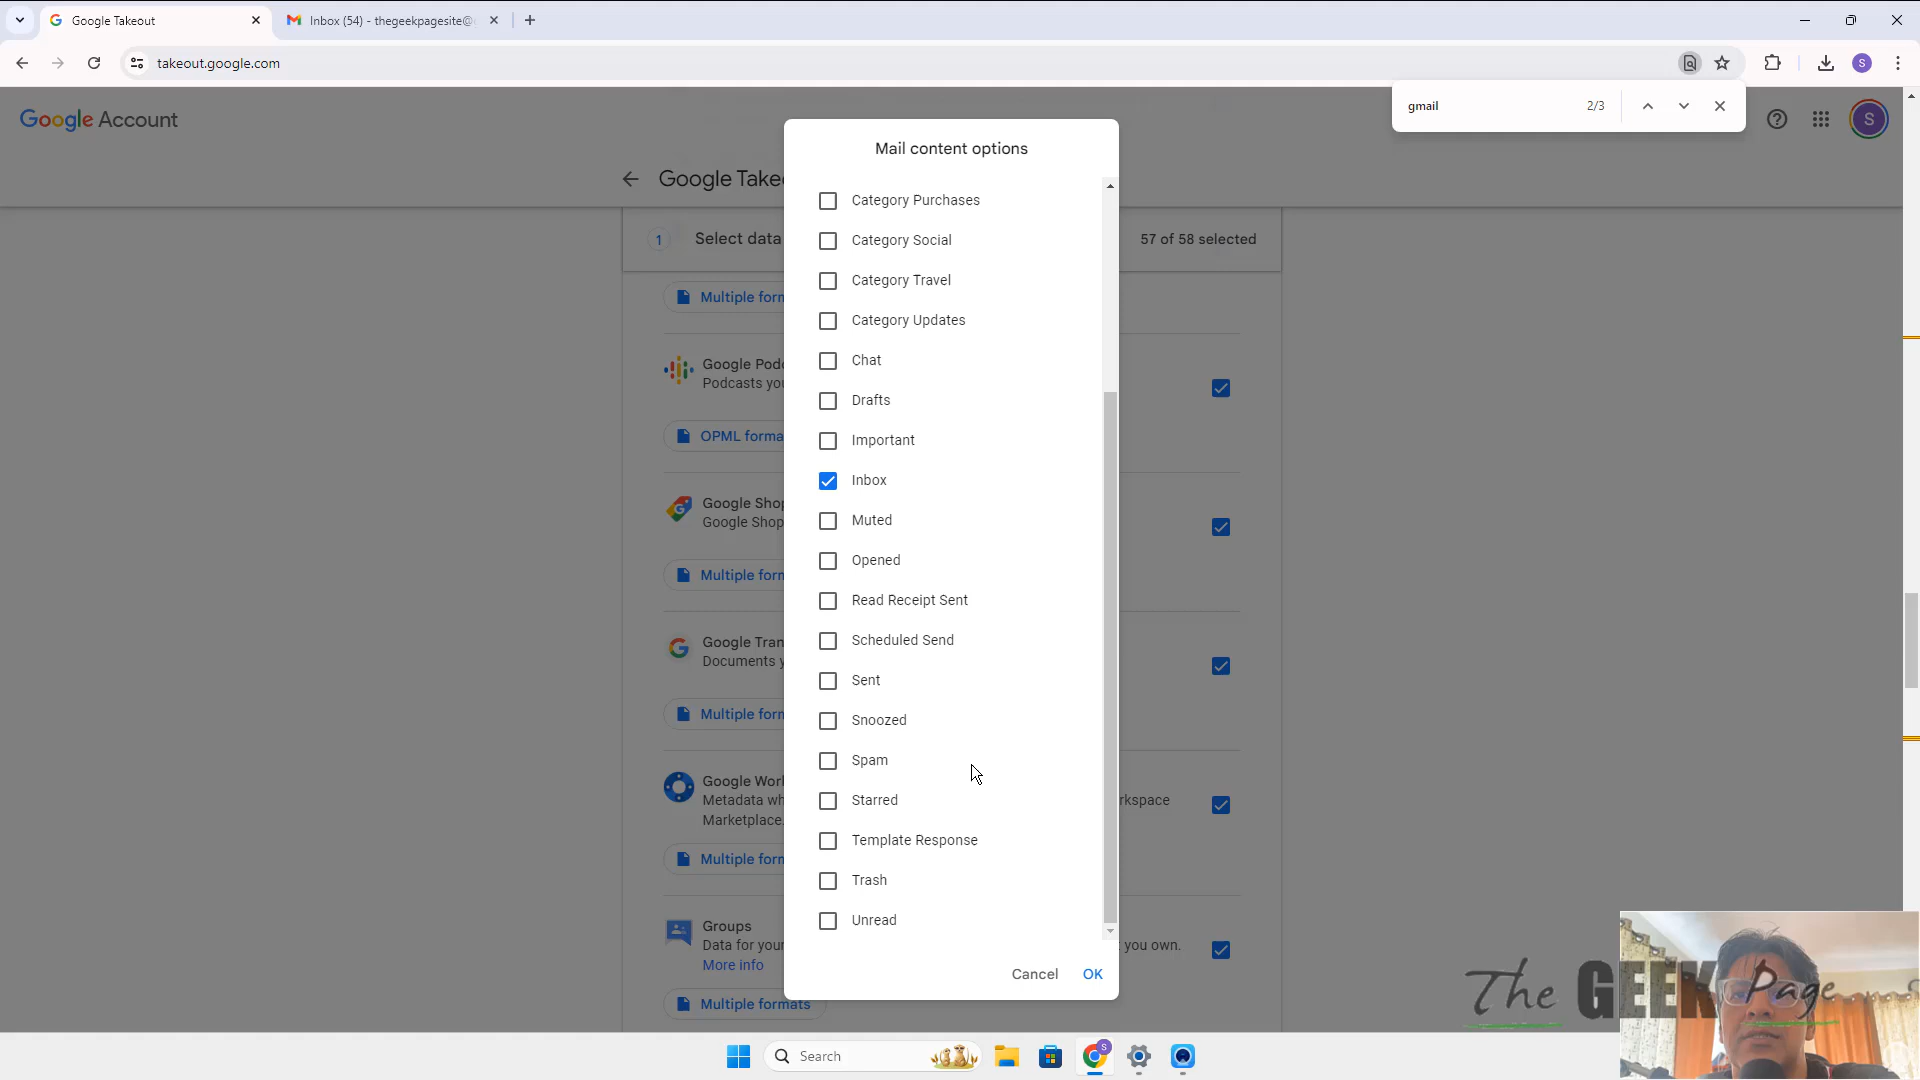 Google Takeout
Inbox (54) - thegeekpagesite@
takeout.google.com
S
gmail
2/3
Google Account
S
Google Take
Mail content options
1
Select data
57 of 58 selected
Category Purchases
Category Social
Category Travel
Category Updates
Chat
Drafts
Important
Inbox
Muted
Opened
Read Receipt Sent
Scheduled Send
Sent
Snoozed
Spam
Starred
Template Response
Trash
Unread
Cancel
OK
Multiple forn
Google Pod
Podcasts you
OPML forma
Google Shop
Google Shop
Multiple forn
Google Tran
Documents y
Multiple forn
Google Wor
Metadata wh
rkspace
Marketplace.
Multiple forn
Groups
Data for your
you own.
More info
Multiple formats
The GEEK Page
Search
S